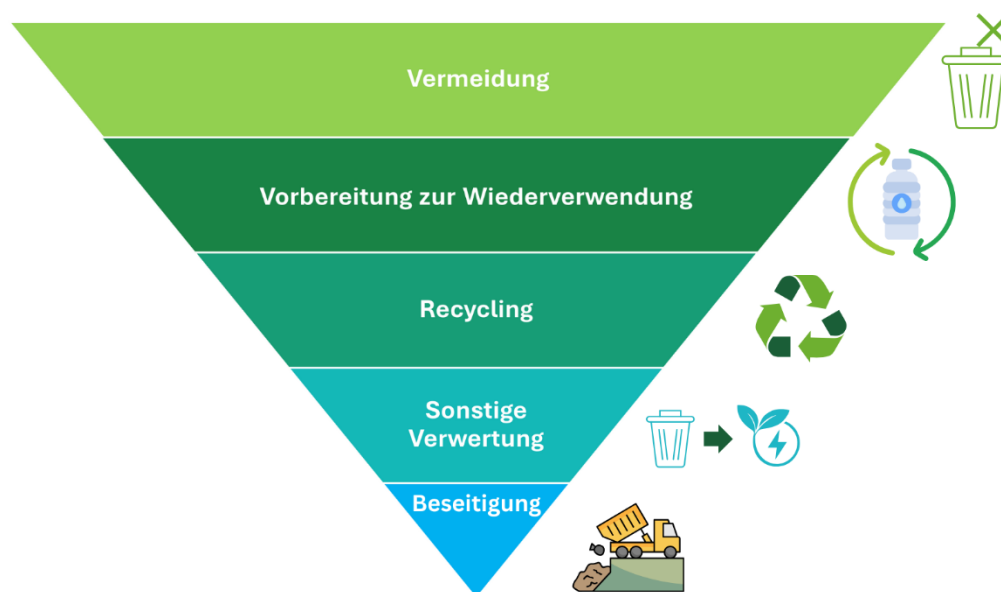 Vermeidung
Vorbereitung zur Wiederverwendung
Recycling
Sonstige
Verwertung
Beseitigung